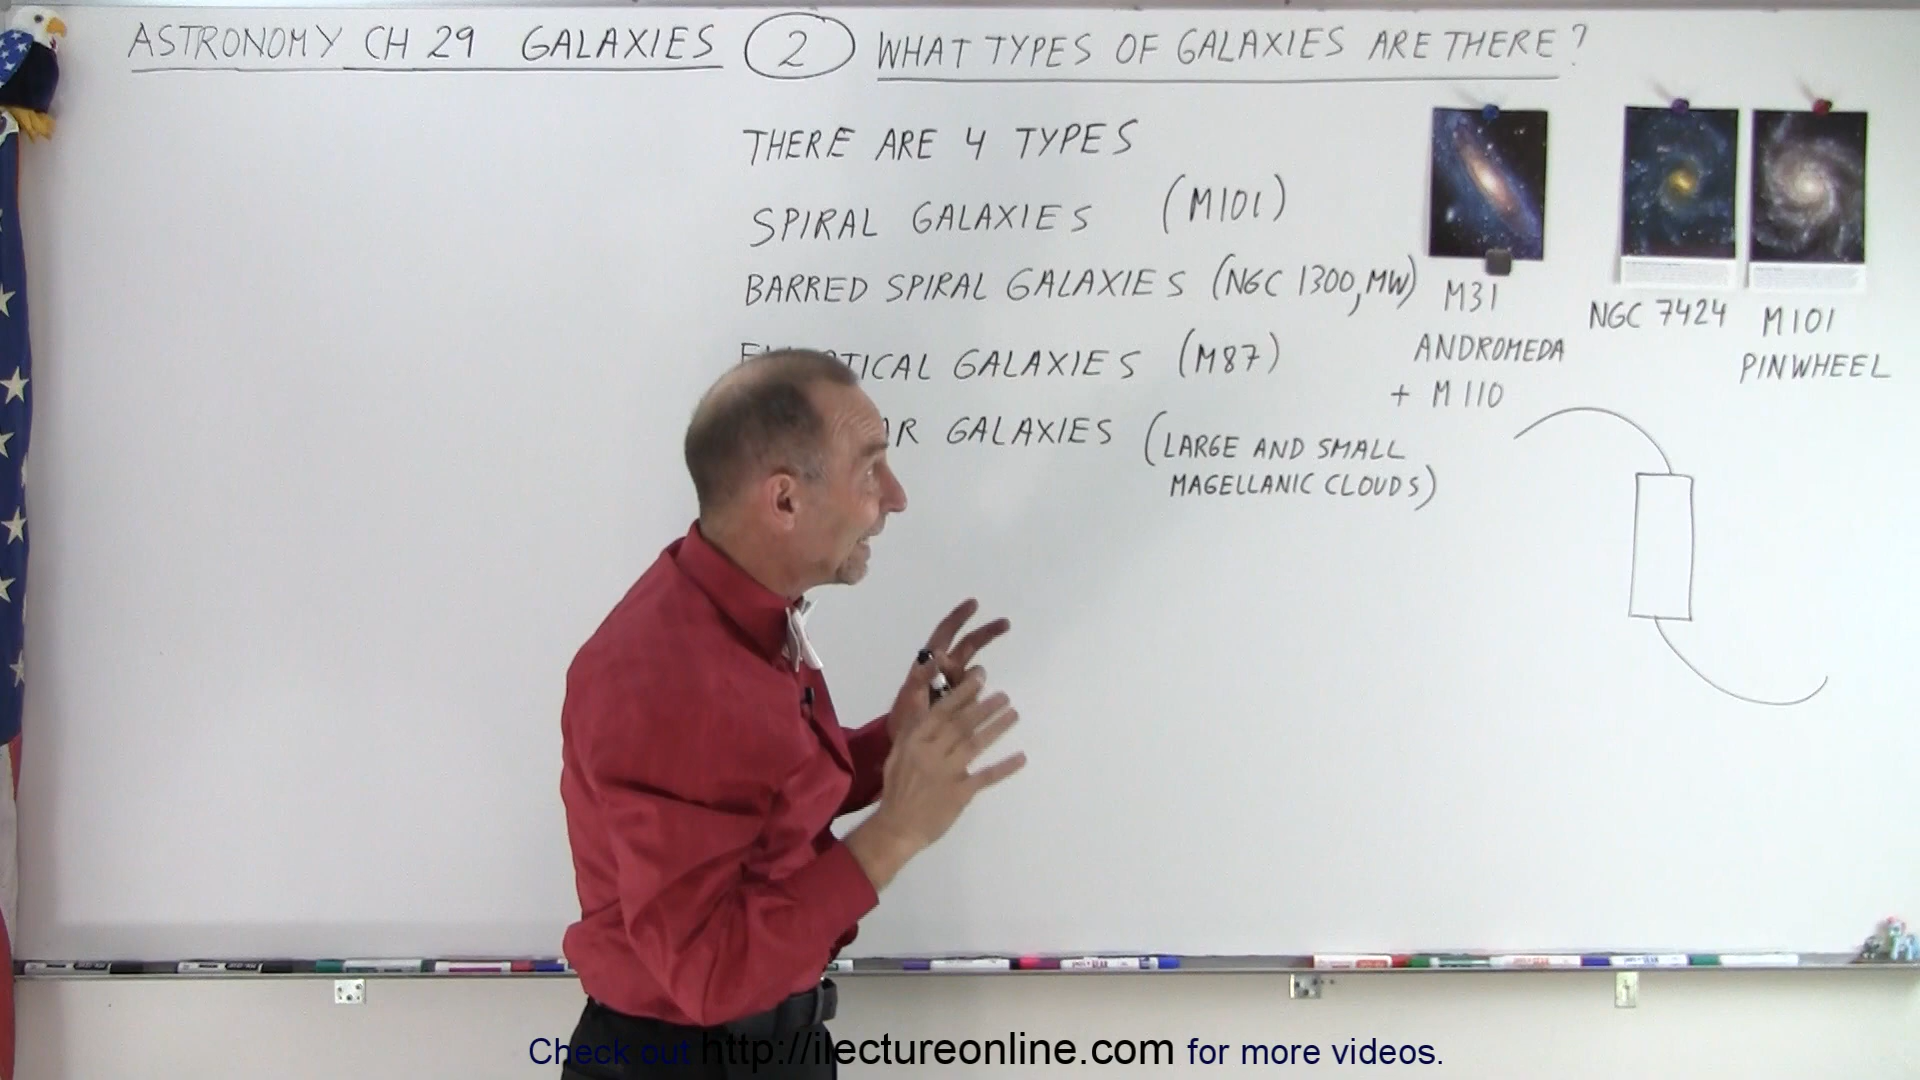 ASTRONOMY CH 29 GALAXIES 2 WHAT TYPES OF GALAXIES ARE THERE?
THERE ARE 4 TYPES
SPIRAL GALAXIES (M101)
BARRED SPIRAL GALAXIES (NGC 1300, MW)
TICAL GALAXIES (M87)
AR GALAXIES (LARGE AND SMALL
MAGELLANIC CLOUDS)
M31
ANDROMEDA
+ M110
NGC 7424
M101
PINWHEEL
Check out http://ilectureonline.com for more videos.